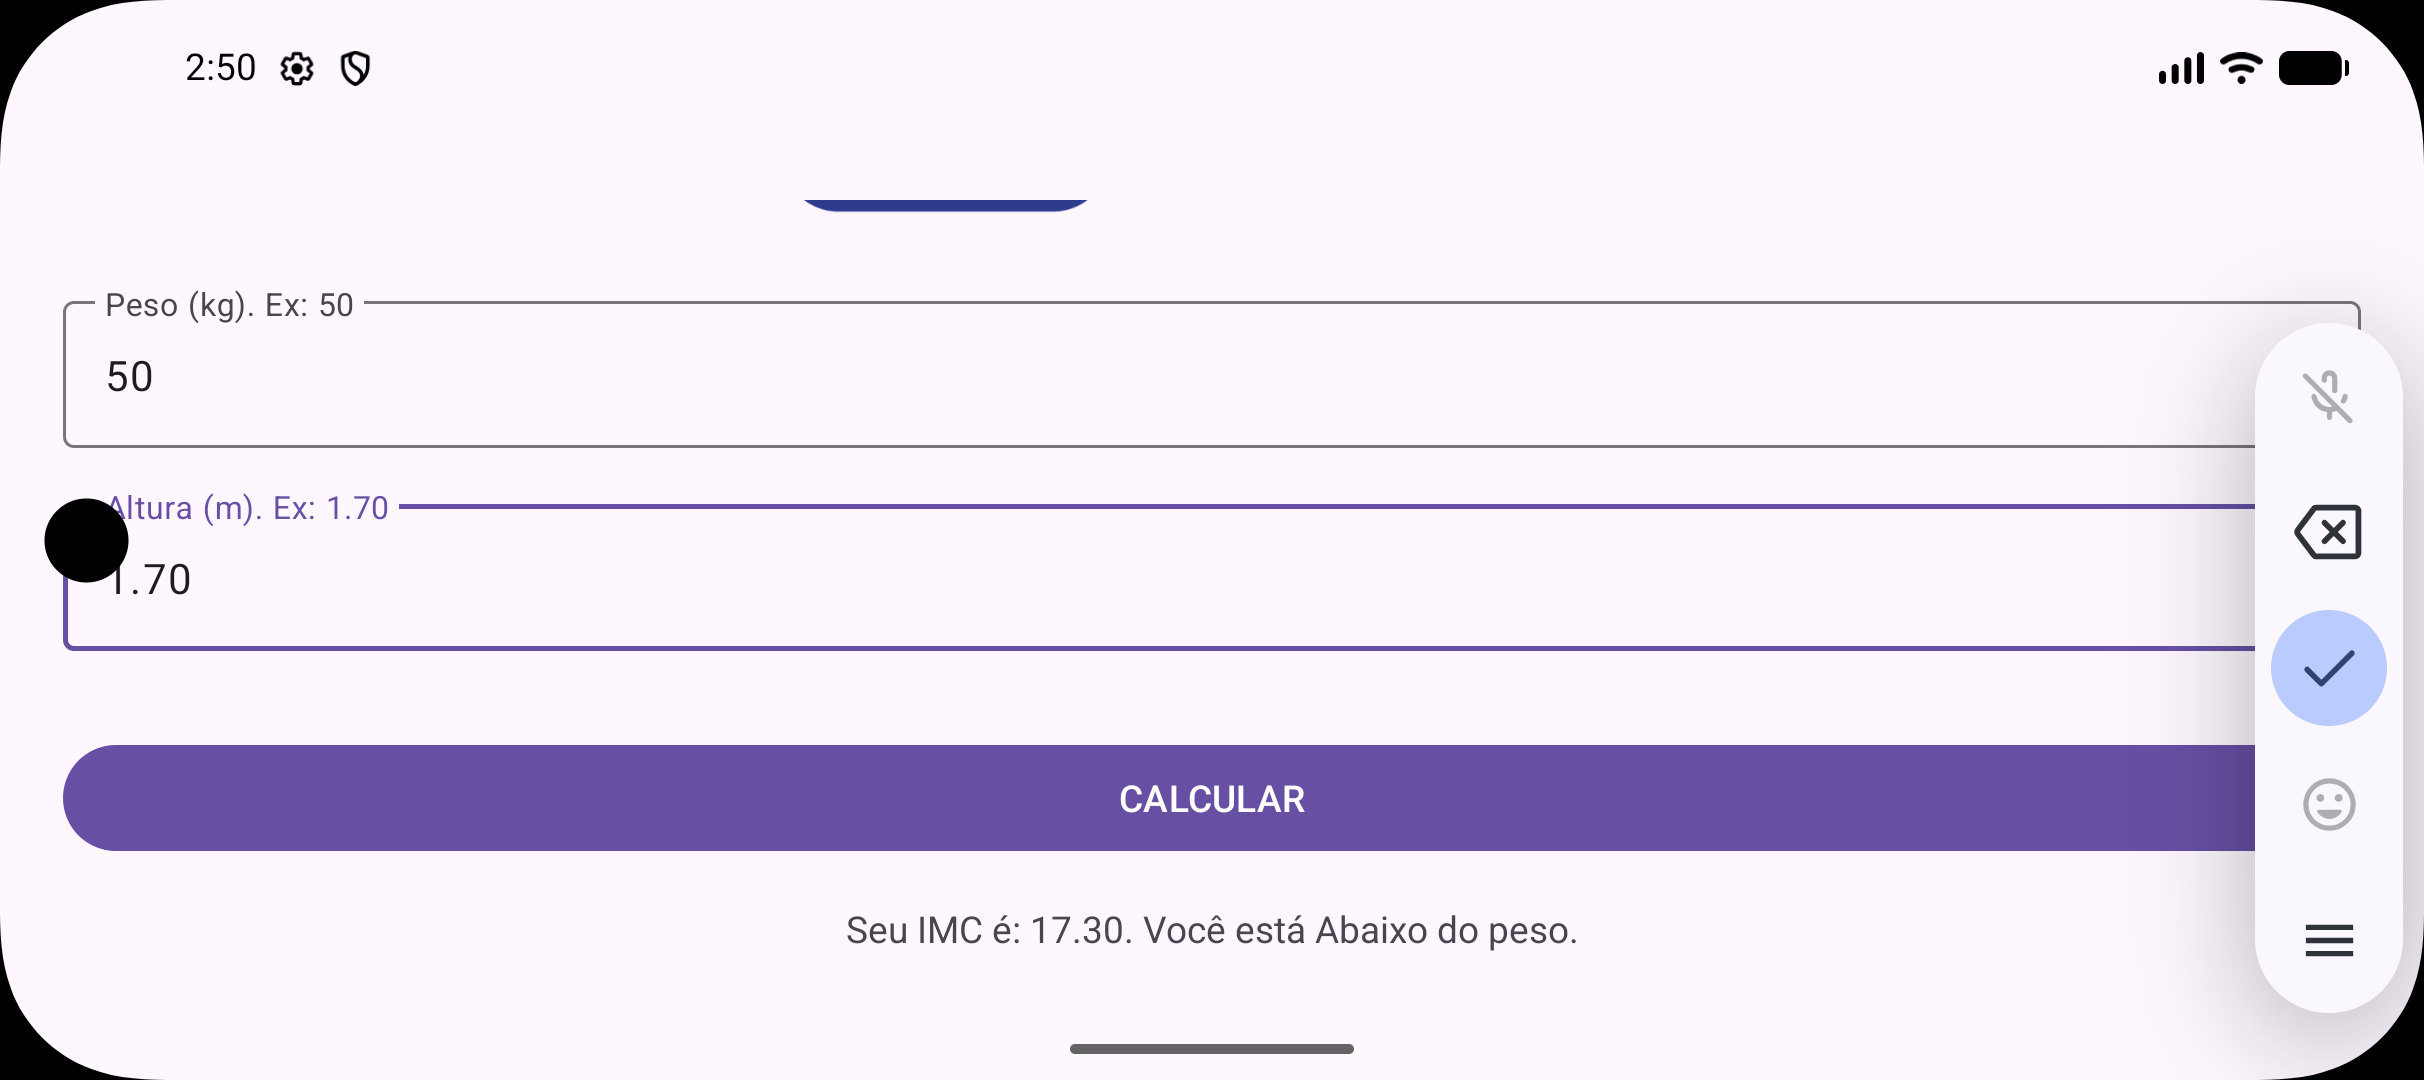 2:50
Peso (kg). Ex: 50
50
Altura (m). Ex: 1.70
1.70
CALCULAR
Seu IMC é: 17.30. Você está Abaixo do peso.